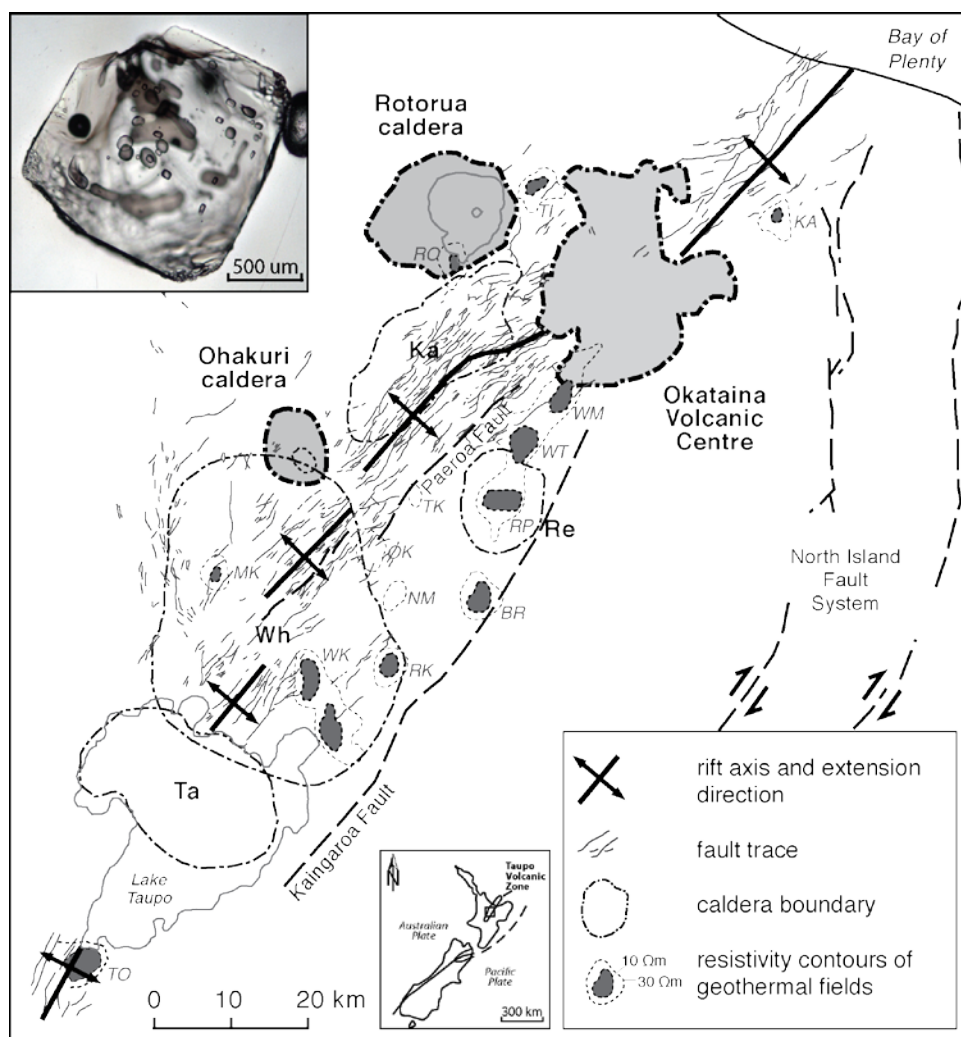 500 um
Bay of
Plenty
Rotorua
caldera
TI
KA
RO
Ka
Ohakuri
caldera
Okataina
Volcanic
Centre
WM
Paeroa Fault
WT
TK
RP
Re
OK
MK
NM
BR
North Island
Fault
System
Wh
WK
RK
Ta
Kaingaroa Fault
Lake
Taupo
TO
0 10 20 km
N
Taupo
Volcanic
Zone
Australian
Plate
Pacific
Plate
300 km
rift axis and extension
direction
fault trace
caldera boundary
10 Ωm
30 Ωm
resistivity contours of
geothermal fields